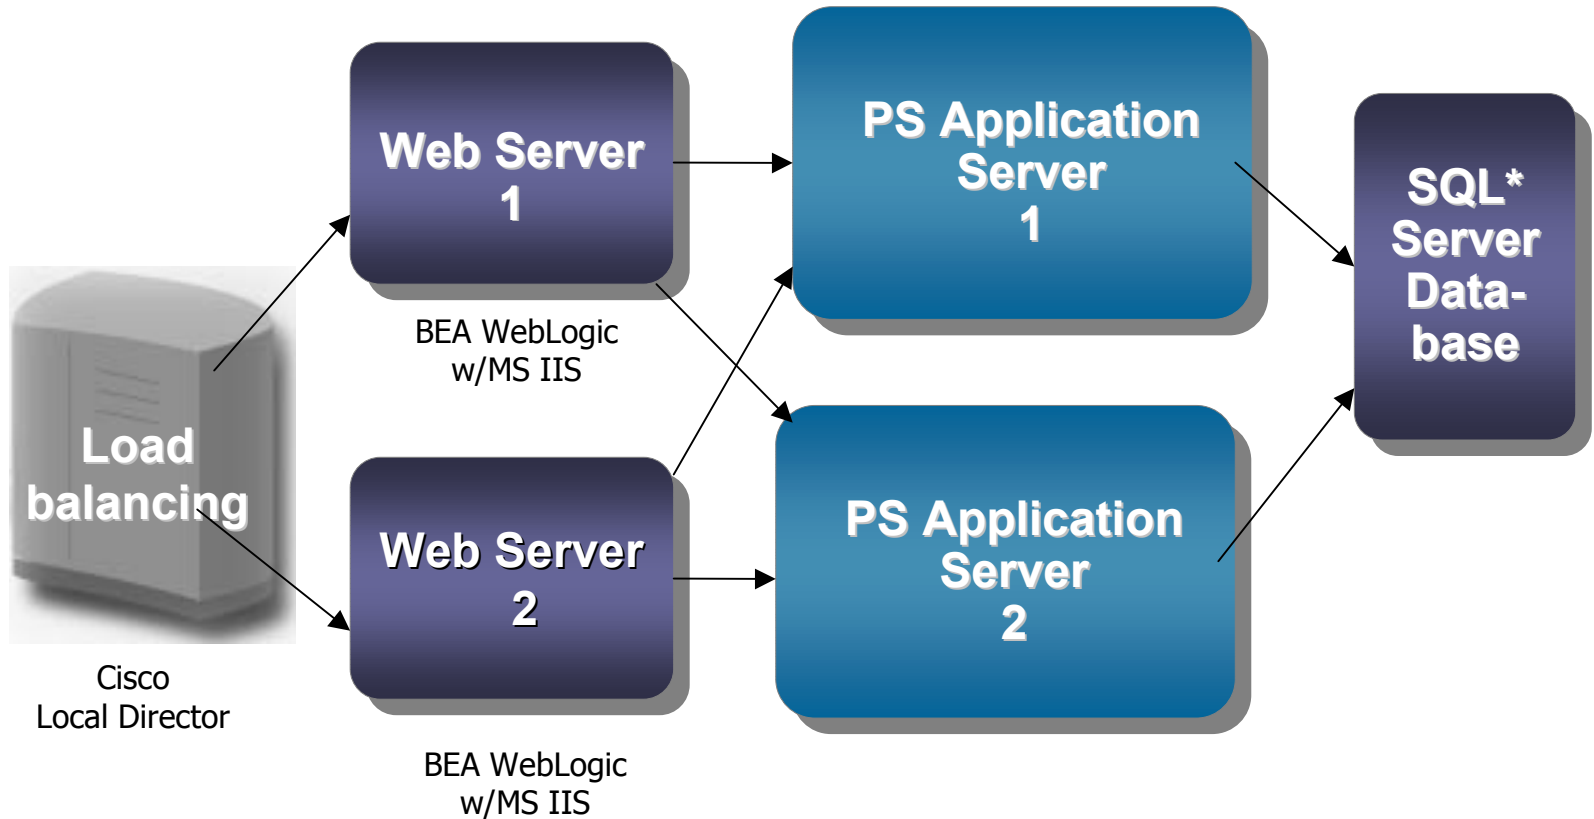 Load
balancing
Cisco
Local Director
Web Server
1
BEA WebLogic
w/MS IIS
Web Server
2
BEA WebLogic
w/MS IIS
PS Application
Server
1
PS Application
Server
2
SQL*
Server
Data-
base